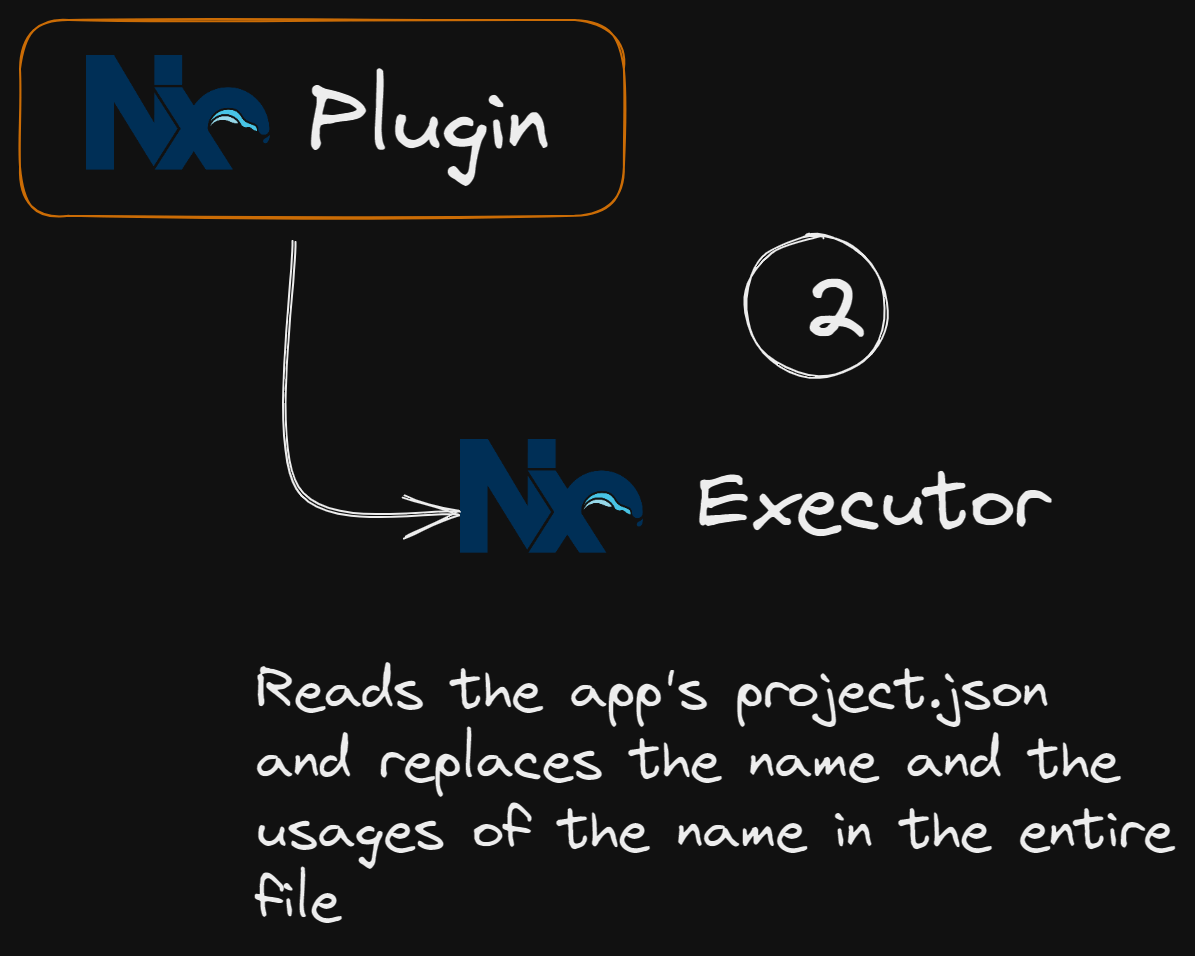 Nx Plugin
2
Nx Executor
Reads the app's project.json
and replaces the name and the
usages of the name in the entire
file